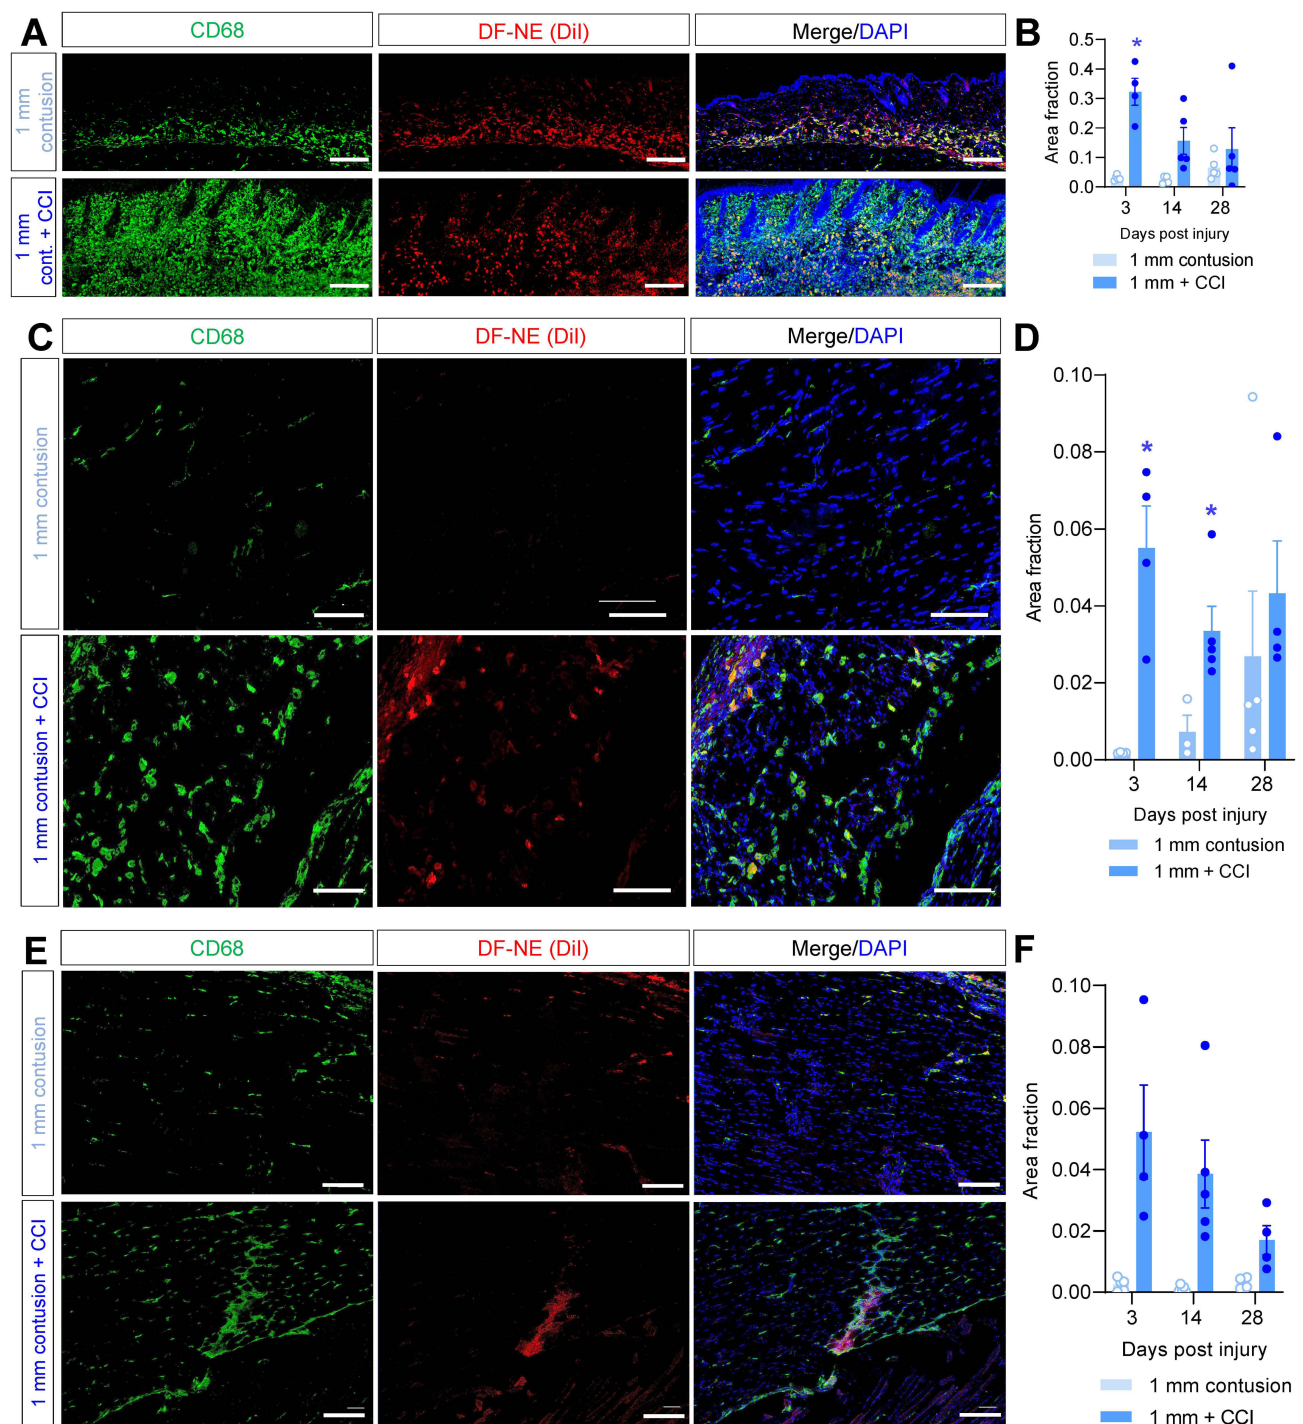 A
CD68
DF-NE (DiI)
Merge/DAPI
1 mm
contusion
1 mm
cont. + CCI
B
Area fraction
0.5
0.4
0.3
0.2
0.1
0.0
*
3
14
28
Days post injury
1 mm contusion
1 mm + CCI
C
CD68
DF-NE (DiI)
Merge/DAPI
1 mm contusion
1 mm contusion + CCI
D
Area fraction
0.10
0.08
0.06
0.04
0.02
0.00
*
*
3
14
28
Days post injury
1 mm contusion
1 mm + CCI
E
CD68
DF-NE (DiI)
Merge/DAPI
1 mm contusion
1 mm contusion + CCI
F
Area fraction
0.10
0.08
0.06
0.04
0.02
0.00
3
14
28
Days post injury
1 mm contusion
1 mm + CCI